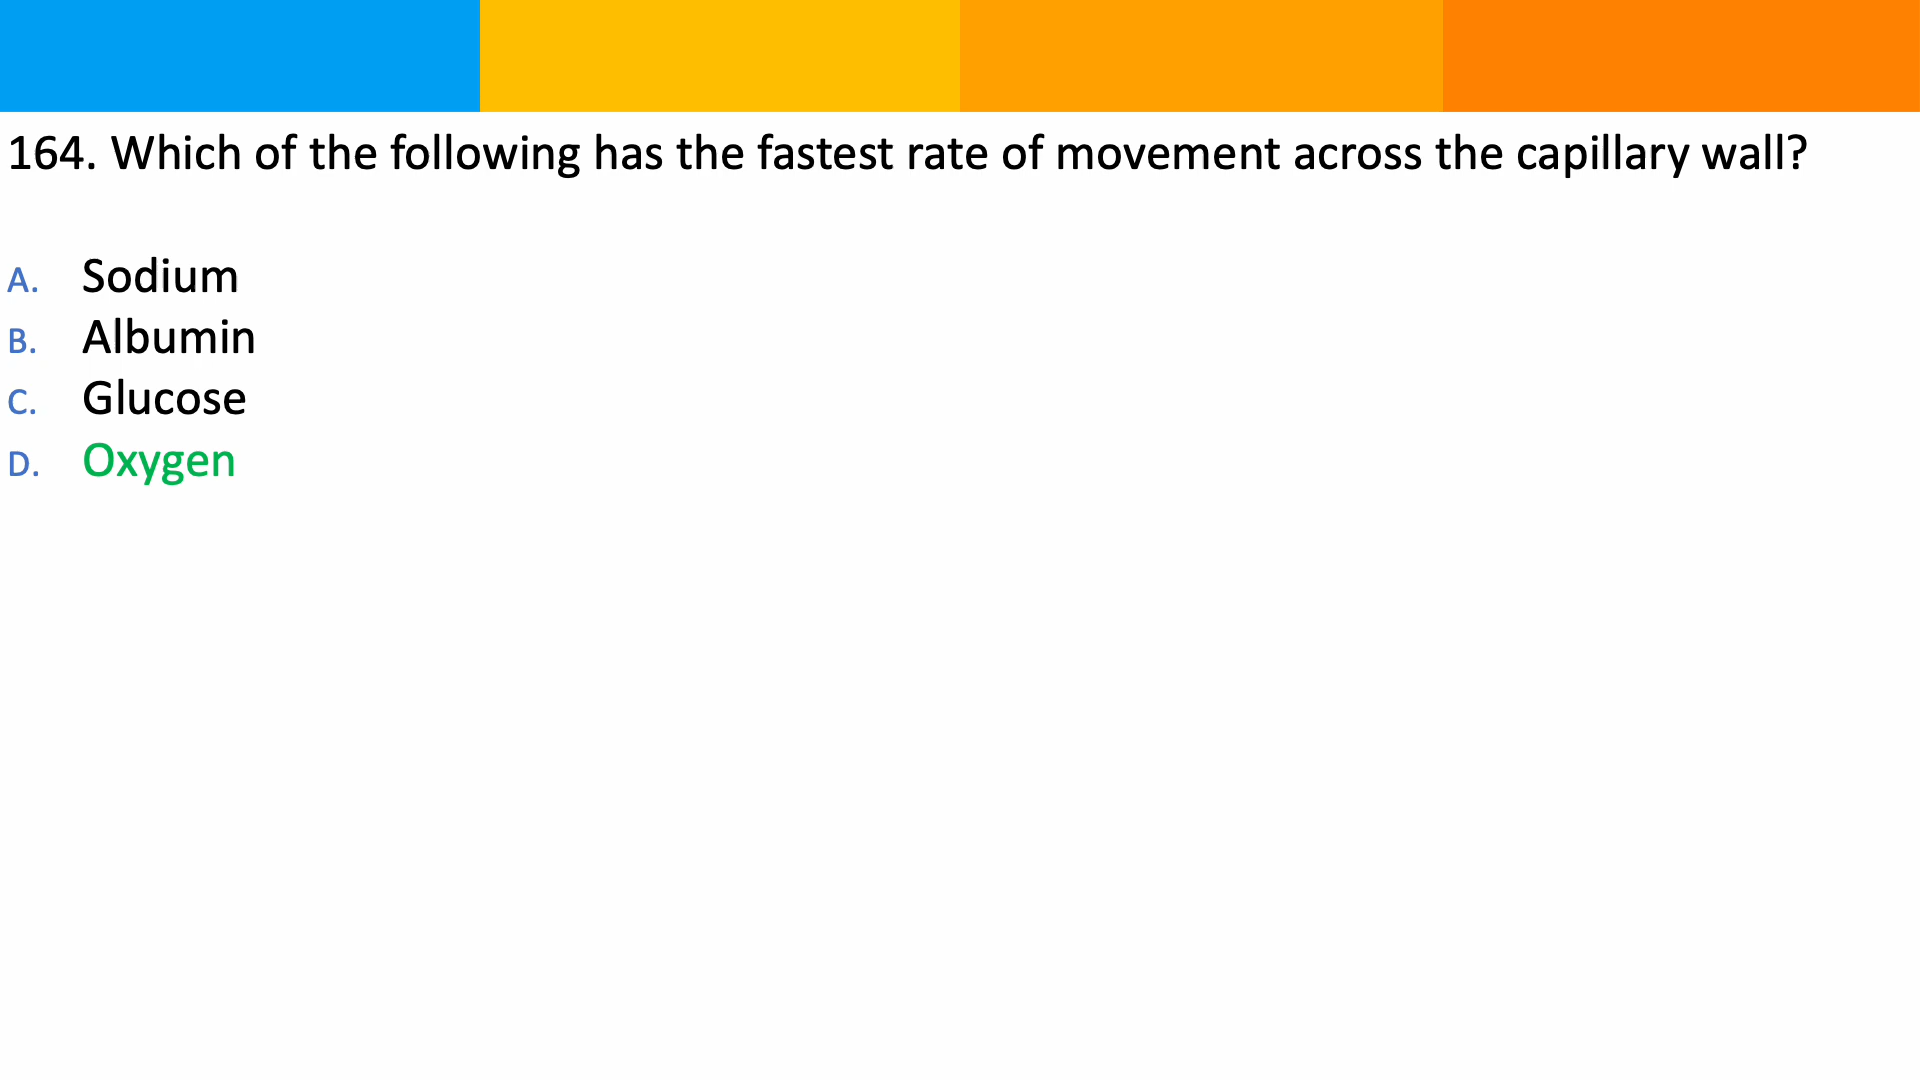 164. Which of the following has the fastest rate of movement across the capillary wall?
A. Sodium
B. Albumin
C. Glucose
D. Oxygen